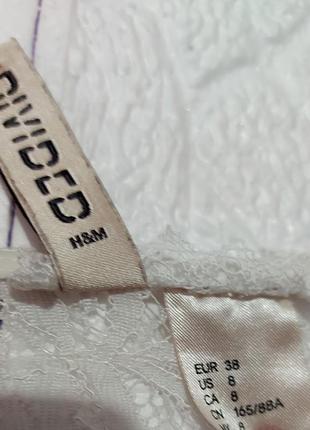 DIVIDED
H&M
EUR 38
US 8
CA 8
CN 165/88A